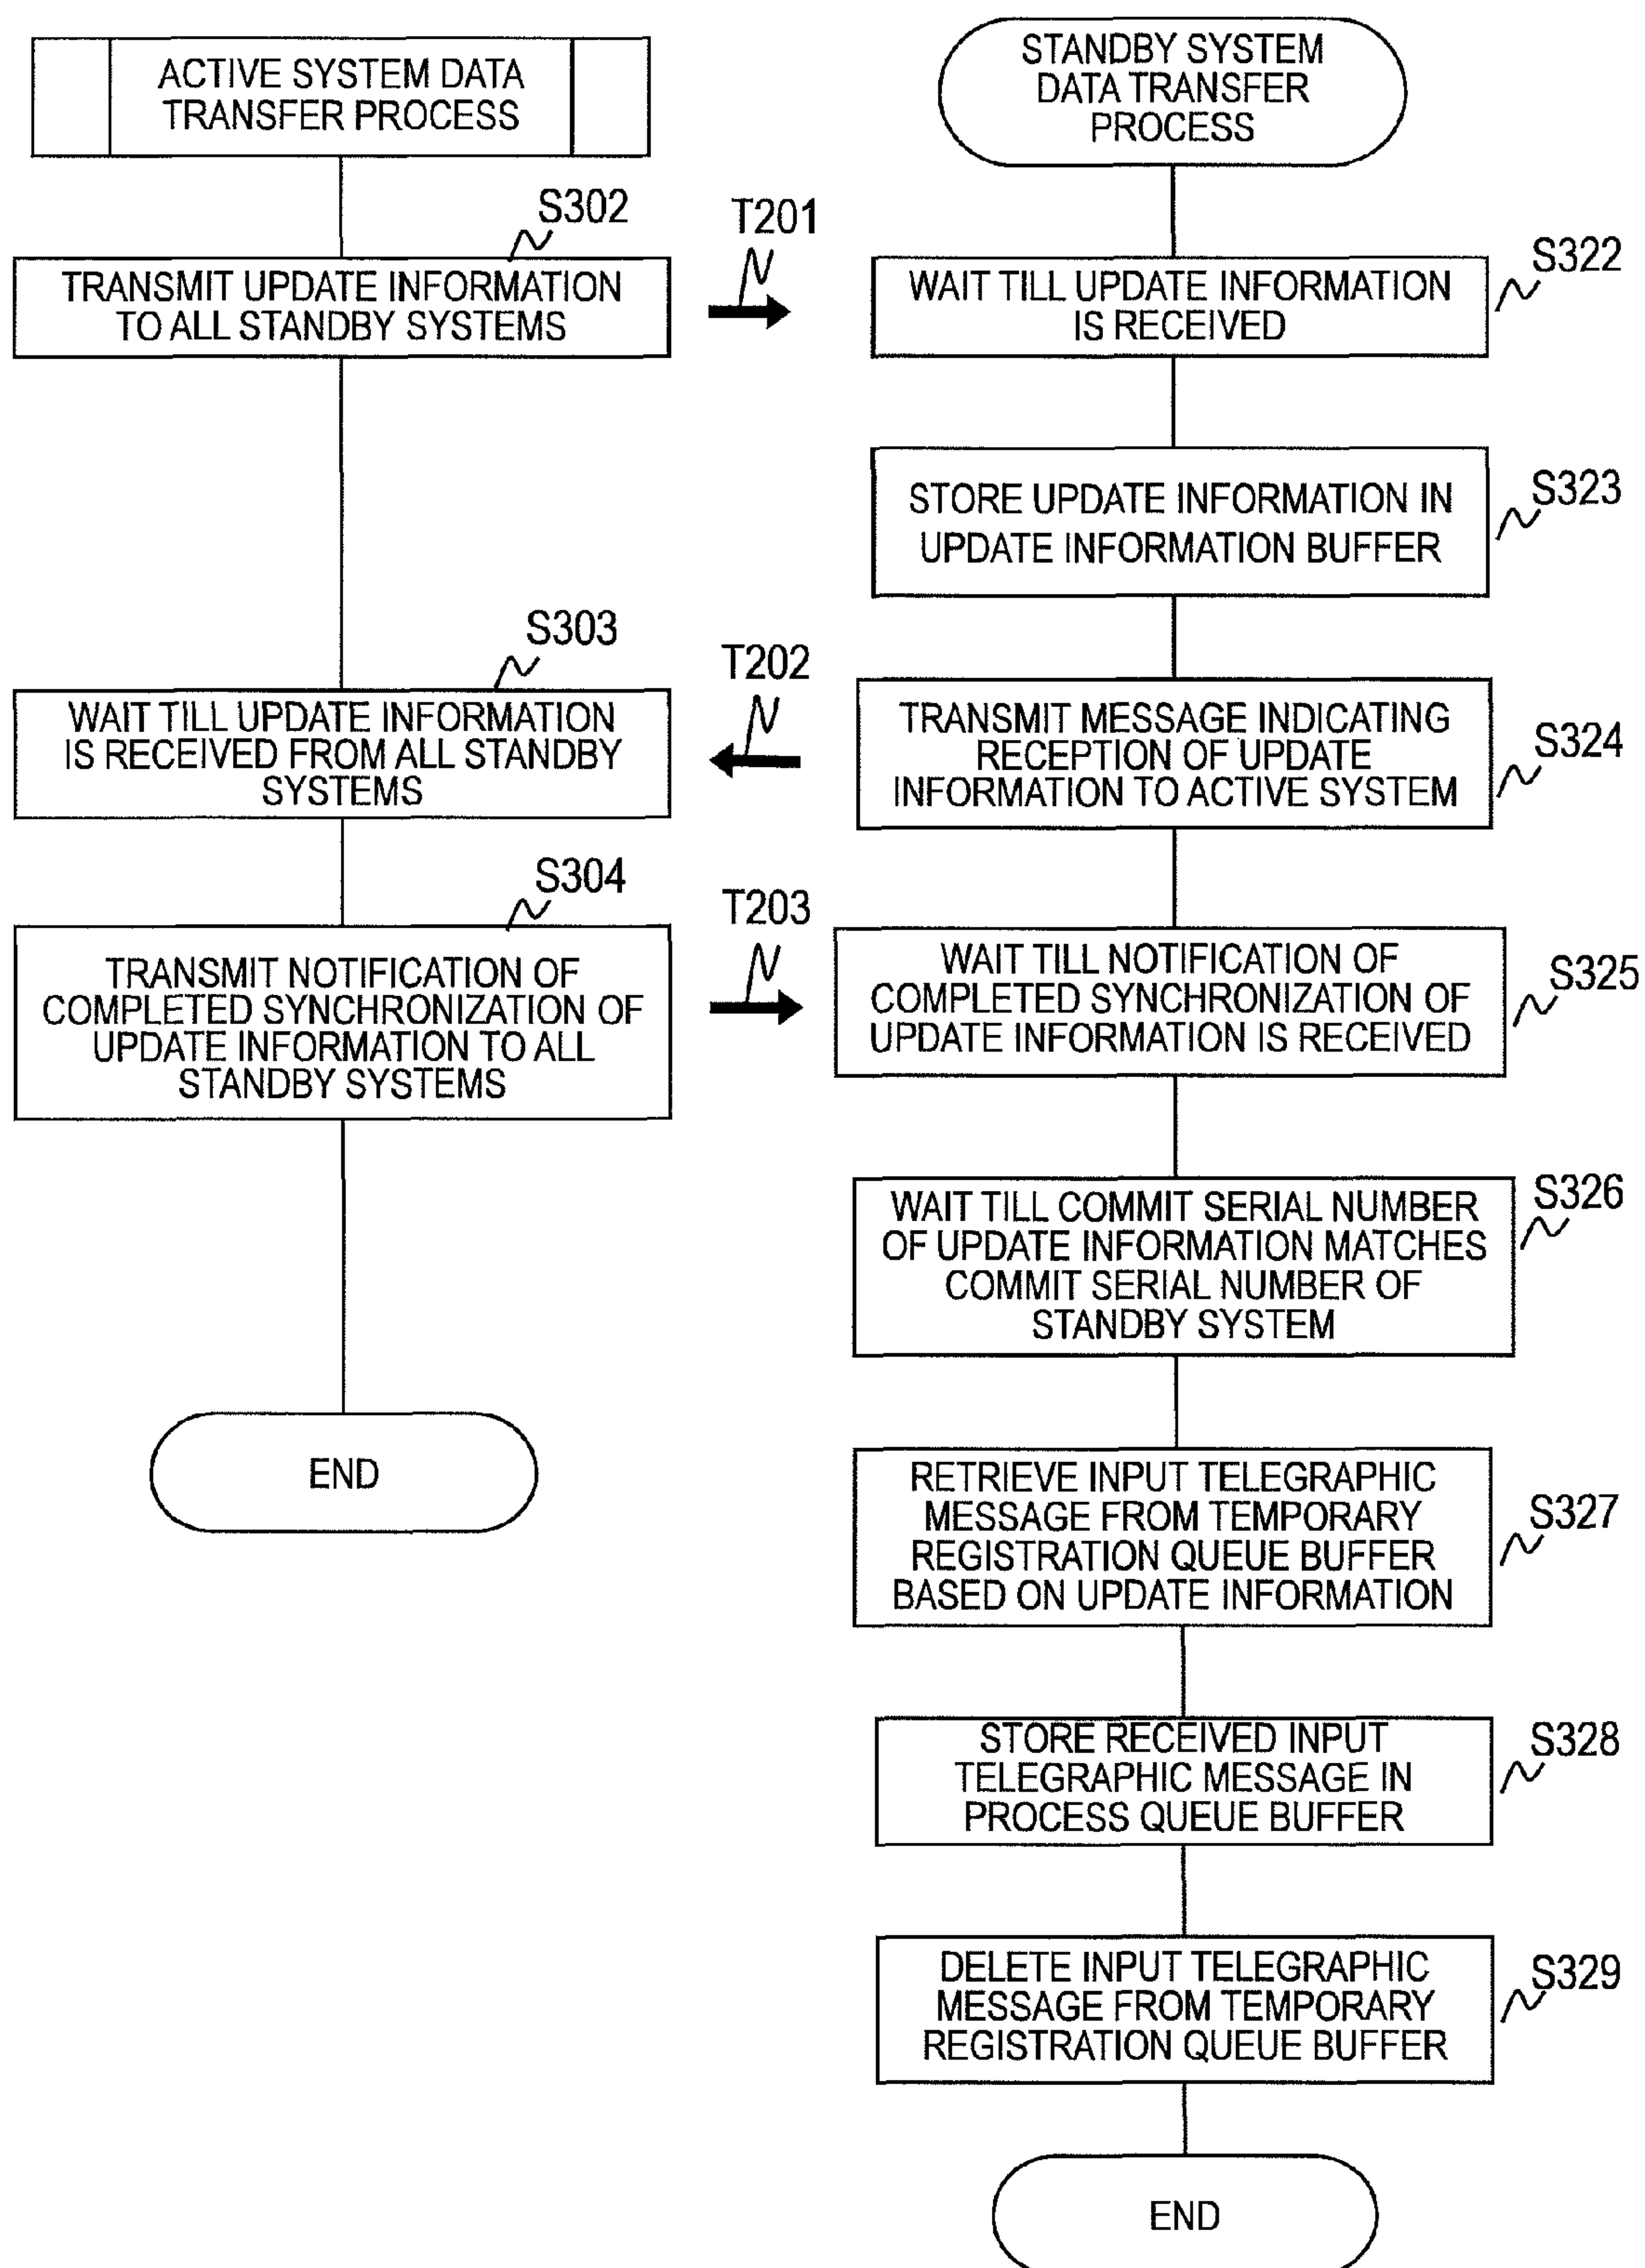 ACTIVE SYSTEM DATA
TRANSFER PROCESS
S302
TRANSMIT UPDATE INFORMATION
TO ALL STANDBY SYSTEMS
S303
WAIT TILL UPDATE INFORMATION
IS RECEIVED FROM ALL STANDBY
SYSTEMS
S304
TRANSMIT NOTIFICATION OF
COMPLETED SYNCHRONIZATION OF
UPDATE INFORMATION TO ALL
STANDBY SYSTEMS
END
T201
T202
T203
STANDBY SYSTEM
DATA TRANSFER
PROCESS
WAIT TILL UPDATE INFORMATION
IS RECEIVED
S322
STORE UPDATE INFORMATION IN
UPDATE INFORMATION BUFFER
S323
TRANSMIT MESSAGE INDICATING
RECEPTION OF UPDATE
INFORMATION TO ACTIVE SYSTEM
S324
WAIT TILL NOTIFICATION OF
COMPLETED SYNCHRONIZATION OF
UPDATE INFORMATION IS RECEIVED
S325
WAIT TILL COMMIT SERIAL NUMBER
OF UPDATE INFORMATION MATCHES
COMMIT SERIAL NUMBER OF
STANDBY SYSTEM
S326
RETRIEVE INPUT TELEGRAPHIC
MESSAGE FROM TEMPORARY
REGISTRATION QUEUE BUFFER
BASED ON UPDATE INFORMATION
S327
STORE RECEIVED INPUT
TELEGRAPHIC MESSAGE IN
PROCESS QUEUE BUFFER
S328
DELETE INPUT TELEGRAPHIC
MESSAGE FROM TEMPORARY
REGISTRATION QUEUE BUFFER
S329
END